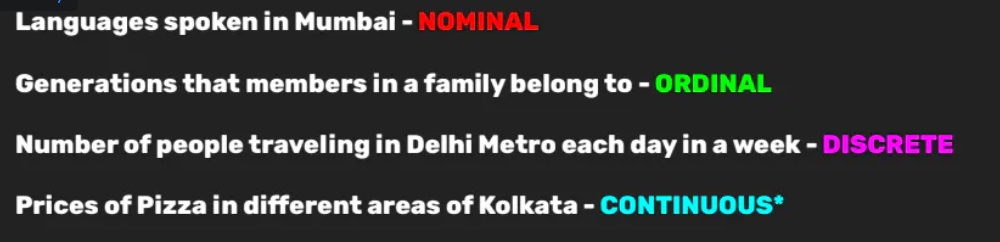 Languages spoken in Mumbai - NOMINAL
Generations that members in a family belong to - ORDINAL
Number of people traveling in Delhi Metro each day in a week - DISCRETE
Prices of Pizza in different areas of Kolkata - CONTINUOUS*